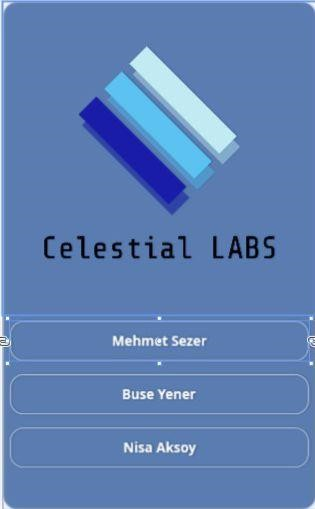 Celestial LABS
Mehmet Sezer
Buse Yener
Nisa Aksoy